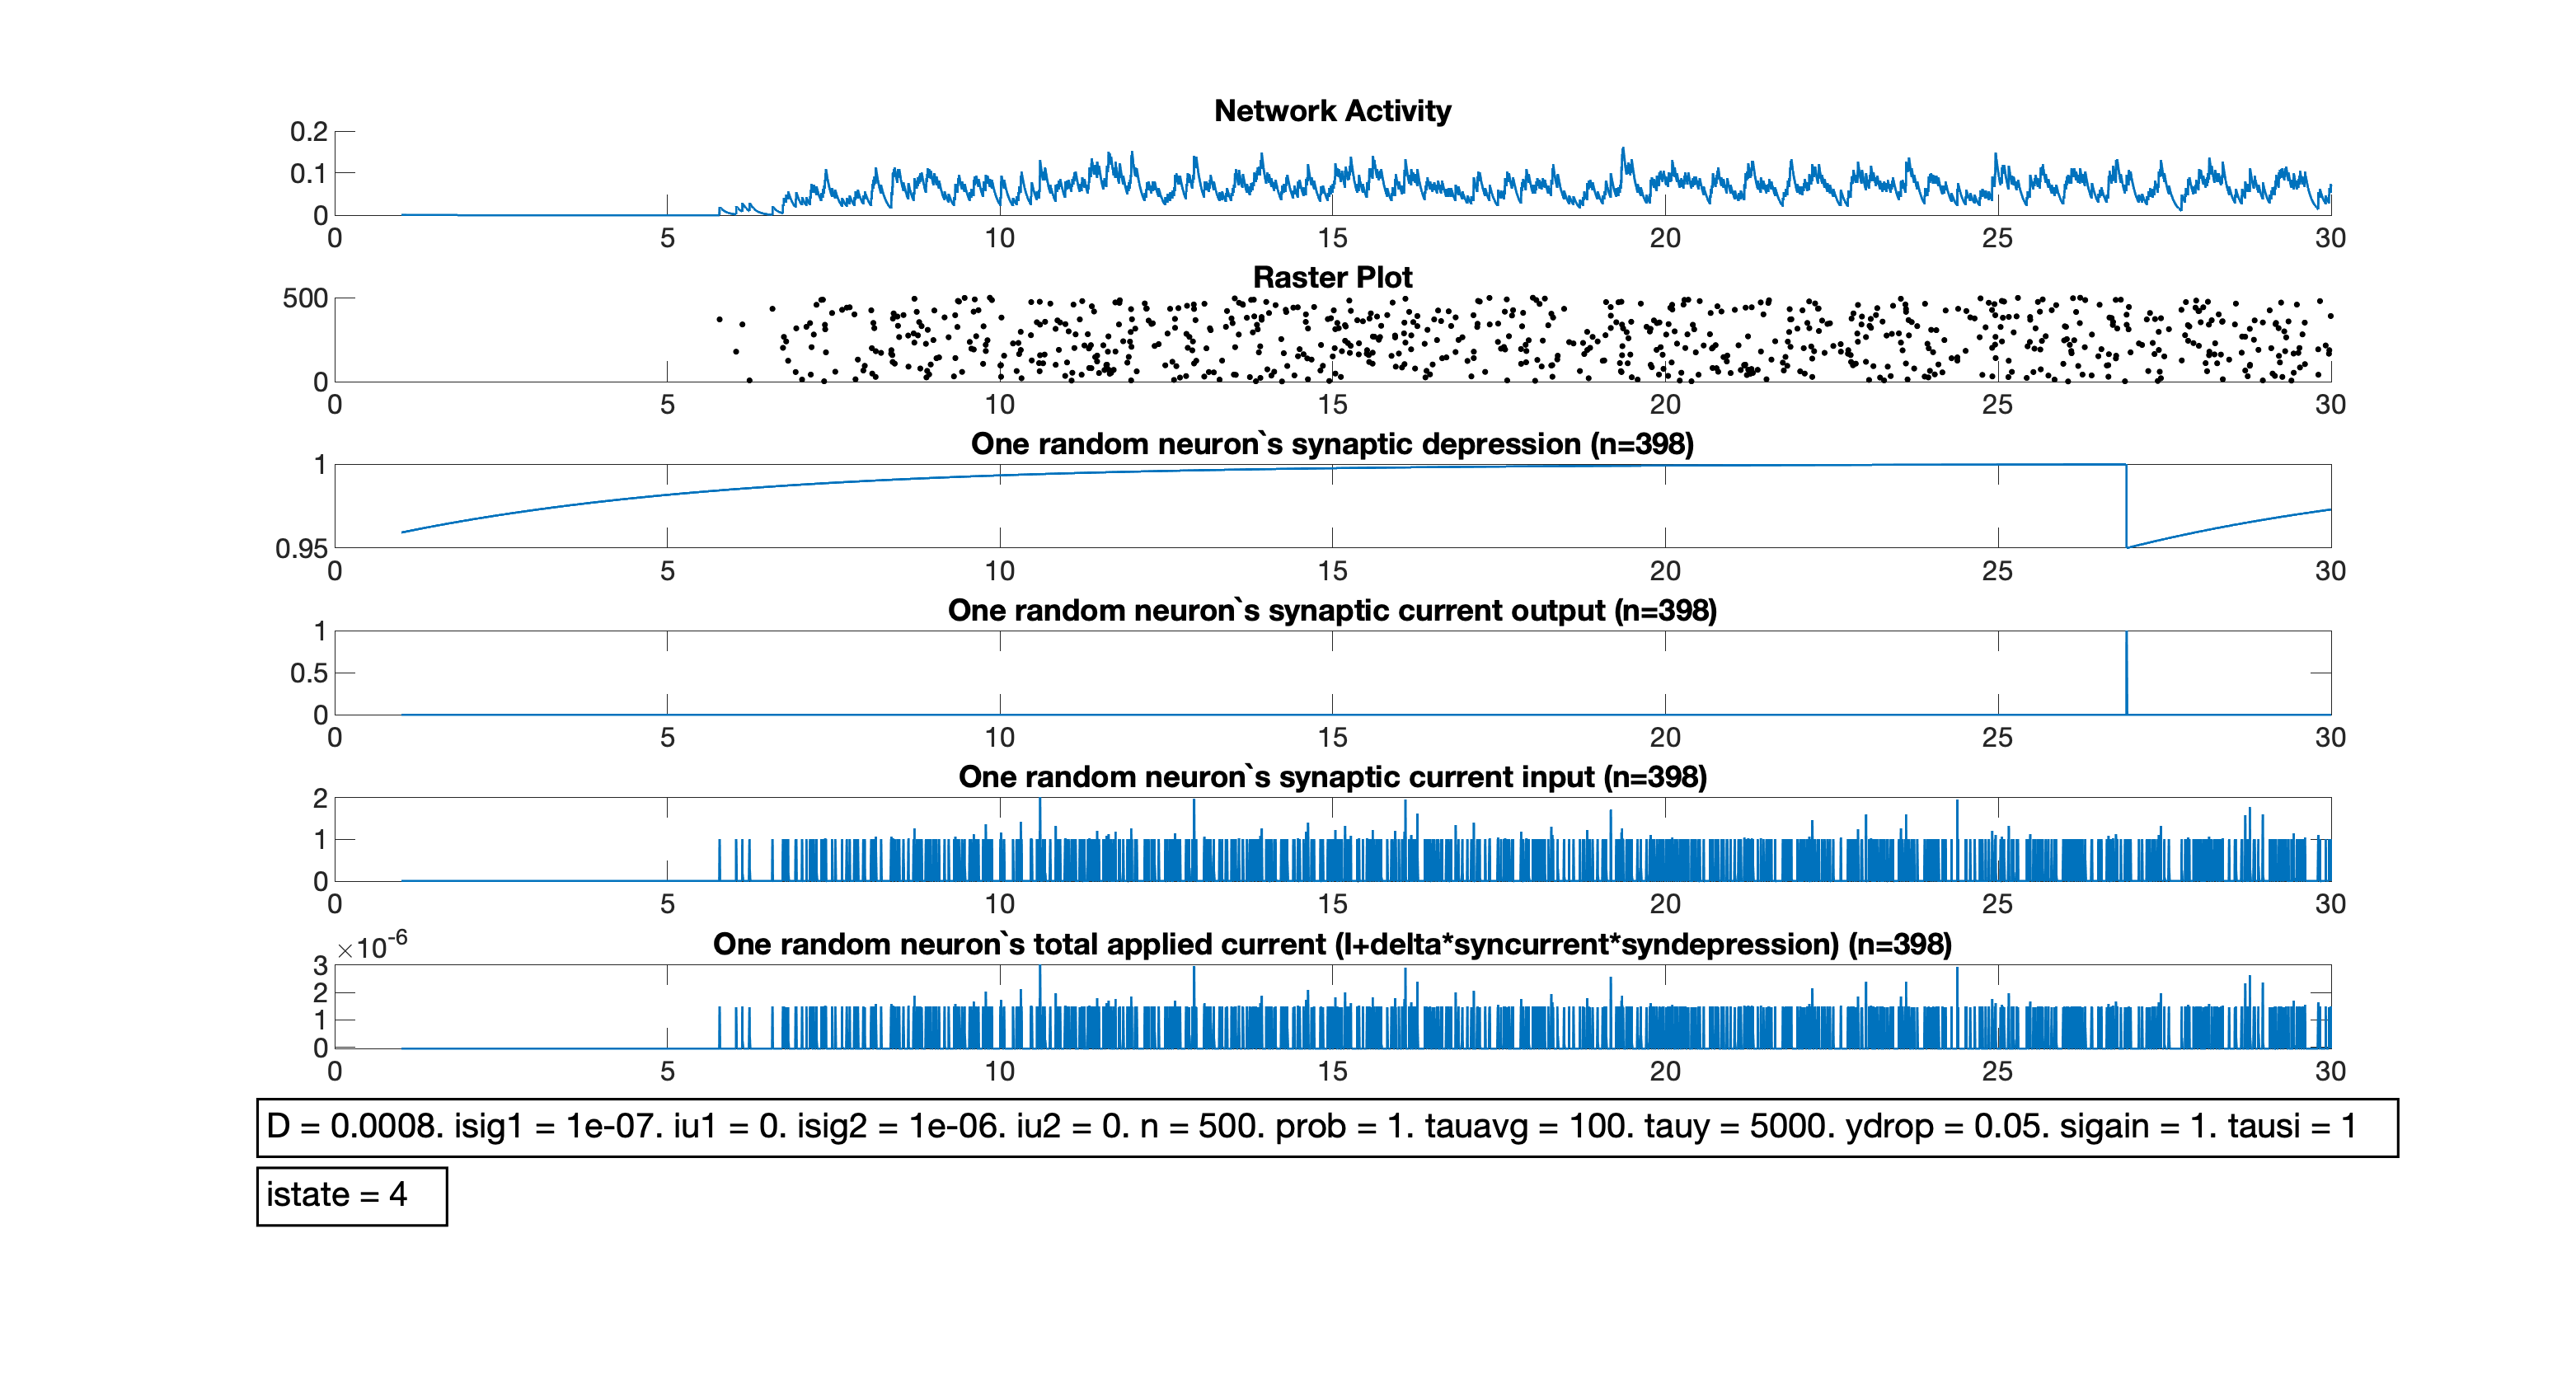 Network Activity
0.2
0.1
0
0 5 10 15 20 25 30
Raster Plot
500
0
0 5 10 15 20 25 30
One random neuron`s synaptic depression (n=398)
1
0.95
0 5 10 15 20 25 30
One random neuron`s synaptic current output (n=398)
1
0.5
0
0 5 10 15 20 25 30
One random neuron`s synaptic current input (n=398)
2
1
0
0 5 10 15 20 25 30
×10-6
One random neuron`s total applied current (I+delta*syncurrent*syndepression) (n=398)
3
2
1
0
0 5 10 15 20 25 30
D = 0.0008. isig1 = 1e-07. iu1 = 0. isig2 = 1e-06. iu2 = 0. n = 500. prob = 1. tauavg = 100. tauy = 5000. ydrop = 0.05. sigain = 1. tausi = 1
istate = 4